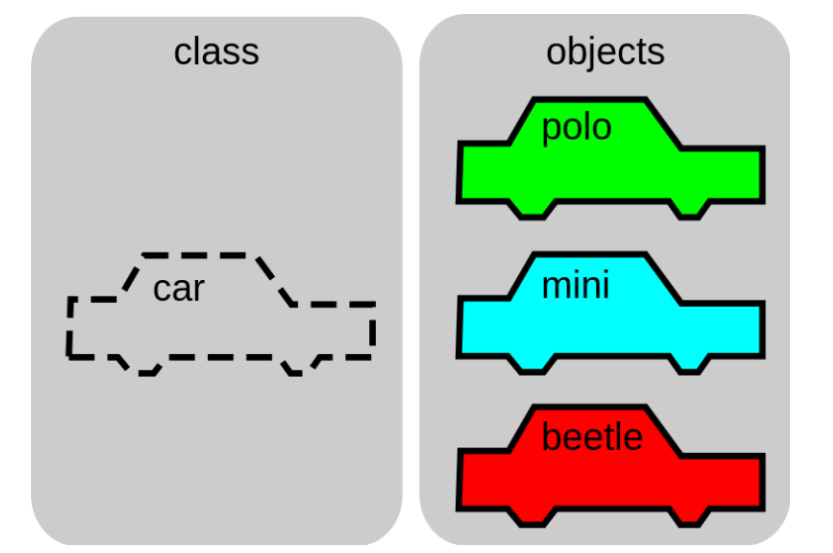 class
car
objects
polo
mini
beetle